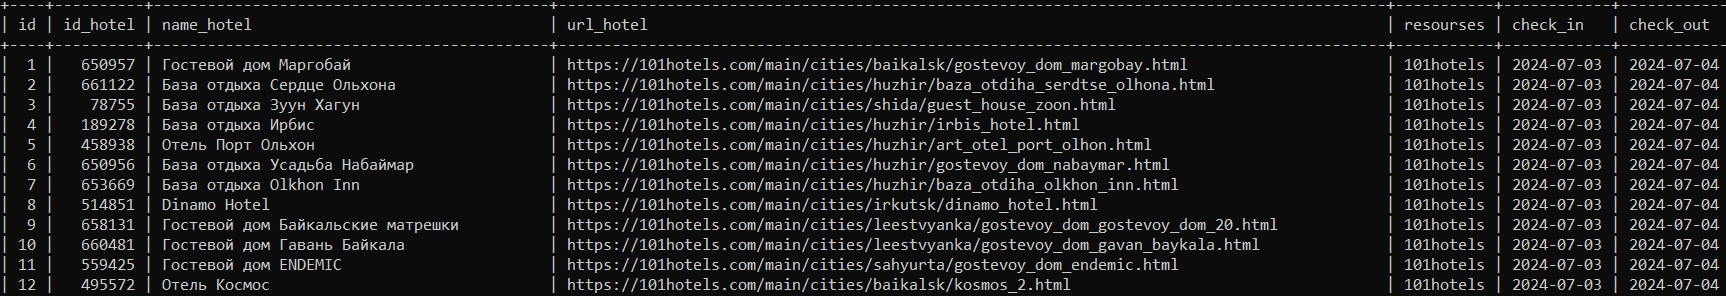 | id | id_hotel | name_hotel | url_hotel | resourses | check_in | check_out
| 1 | 650957 | Гостевой дом Маргобай | https://101hotels.com/main/cities/baikalsk/gostevoy_dom_margobay.html | 101hotels | 2024-07-03 | 2024-07-04
| 2 | 661122 | База отдыха Сердце Ольхона | https://101hotels.com/main/cities/huzhir/baza_otdiha_serdtse_olhona.html | 101hotels | 2024-07-03 | 2024-07-04
| 3 | 78755 | База отдыха Зуун Хагун | https://101hotels.com/main/cities/shida/guest_house_zoon.html | 101hotels | 2024-07-03 | 2024-07-04
| 4 | 189278 | База отдыха Ирбис | https://101hotels.com/main/cities/huzhir/irbis_hotel.html | 101hotels | 2024-07-03 | 2024-07-04
| 5 | 458938 | Отель Порт Ольхон | https://101hotels.com/main/cities/huzhir/art_otel_port_olhon.html | 101hotels | 2024-07-03 | 2024-07-04
| 6 | 650956 | База отдыха Усадьба Набаймар | https://101hotels.com/main/cities/huzhir/gostevoy_dom_nabaymar.html | 101hotels | 2024-07-03 | 2024-07-04
| 7 | 653669 | База отдыха Olkhon Inn | https://101hotels.com/main/cities/huzhir/baza_otdiha_olkhon_inn.html | 101hotels | 2024-07-03 | 2024-07-04
| 8 | 514851 | Dinamo Hotel | https://101hotels.com/main/cities/irkutsk/dinamo_hotel.html | 101hotels | 2024-07-03 | 2024-07-04
| 9 | 658131 | Гостевой дом Байкальские матрешки | https://101hotels.com/main/cities/leestvyanka/gostevoy_dom_gostevoy_dom_20.html | 101hotels | 2024-07-03 | 2024-07-04
| 10 | 660481 | Гостевой дом Гавань Байкала | https://101hotels.com/main/cities/leestvyanka/gostevoy_dom_gavan_baykala.html | 101hotels | 2024-07-03 | 2024-07-04
| 11 | 559425 | Гостевой дом ENDEMIC | https://101hotels.com/main/cities/sahyurta/gostevoy_dom_endemic.html | 101hotels | 2024-07-03 | 2024-07-04
| 12 | 495572 | Отель Космос | https://101hotels.com/main/cities/baikalsk/kosmos_2.html | 101hotels | 2024-07-03 | 2024-07-04